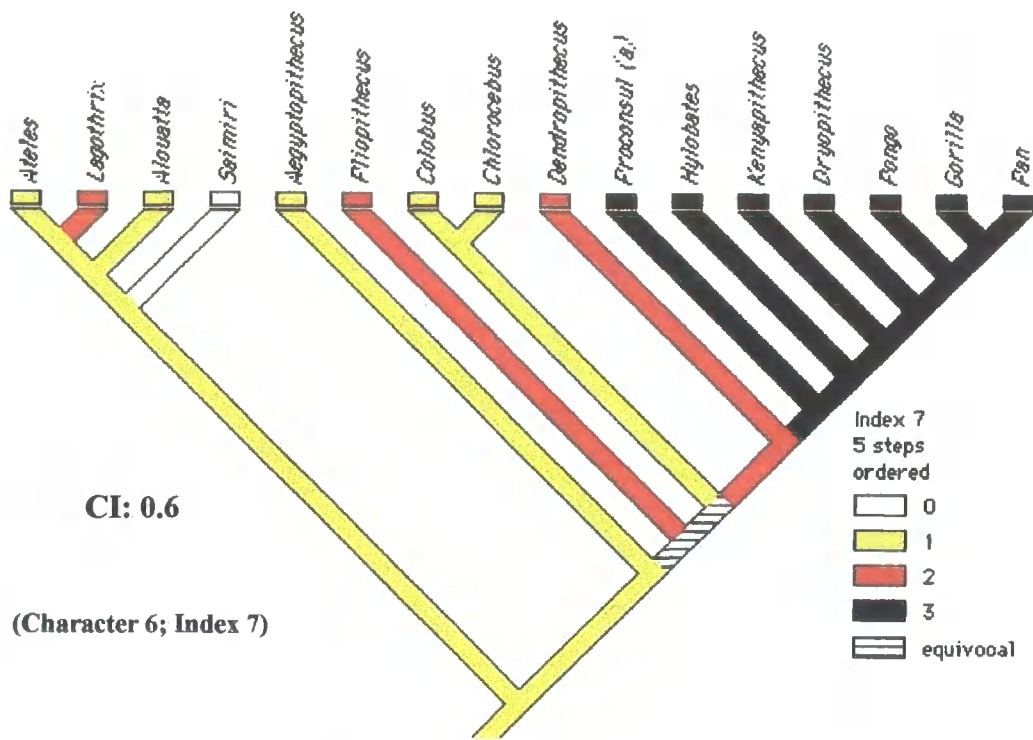 Ateles
Lagothrix
Alouatta
Saimiri
Aegyptopithecus
Pliopithecus
Colobus
Chlorocebus
Dendropithecus
Proconsul ('a.)
Hylobates
Kenyapithecus
Dryopithecus
Pongo
Gorilla
Pan
Index 7
5 steps
ordered
0
1
2
3
equivocal
CI: 0.6
(Character 6; Index 7)